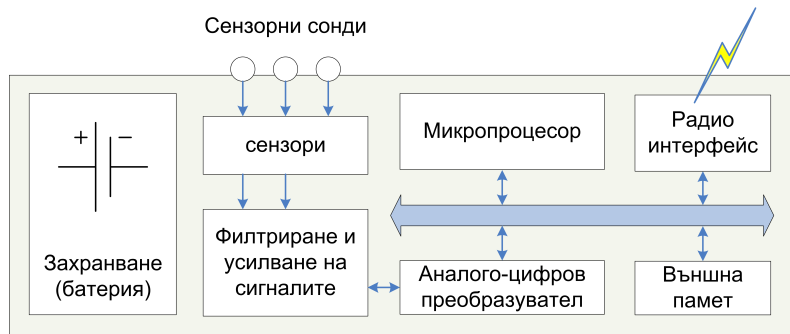 Сензорни сонди
+ −
Захранване
(батерия)
сензори
Филтриране и
усилване на
сигналите
Микропроцесор
Аналого-цифров
преобразувател
Радио
интерфейс
Външна
памет